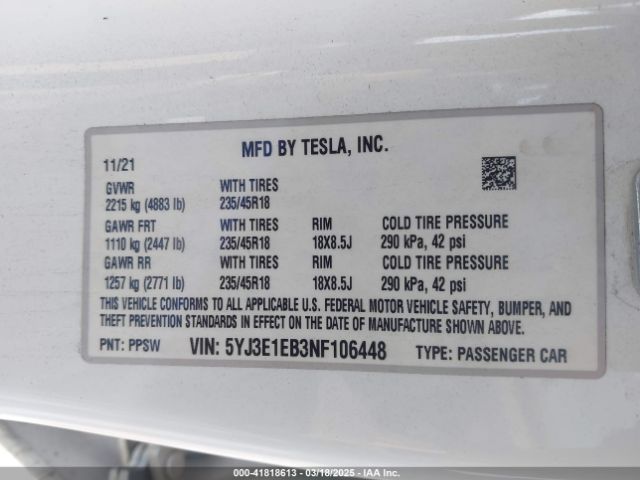 MFD BY TESLA, INC.
11/21
GVWR WITH TIRES
2215 kg (4883 lb) 235/45R18
GAWR FRT WITH TIRES RIM COLD TIRE PRESSURE
1110 kg (2447 lb) 235/45R18 18X8.5J 290 kPa, 42 psi
GAWR RR WITH TIRES RIM COLD TIRE PRESSURE
1257 kg (2771 lb) 235/45R18 18X8.5J 290 kPa, 42 psi
THIS VEHICLE CONFORMS TO ALL APPLICABLE U.S. FEDERAL MOTOR VEHICLE SAFETY, BUMPER, AND
THEFT PREVENTION STANDARDS IN EFFECT ON THE DATE OF MANUFACTURE SHOWN ABOVE.
PNT: PPSW VIN: 5YJ3E1EB3NF106448 TYPE: PASSENGER CAR
000-41818613 | 03/18/2025 - IAA Inc.